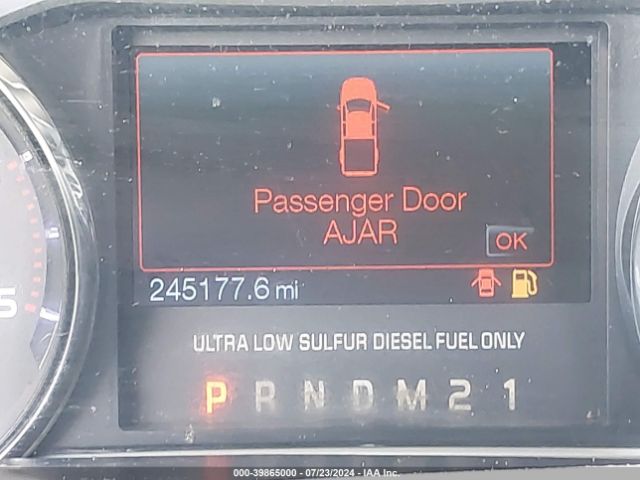 Passenger Door
AJAR
OK
245177.6 mi
5
ULTRA LOW SULFUR DIESEL FUEL ONLY
P R N D M 2 1
000-39865000 - 07/23/2024 - IAA Inc.